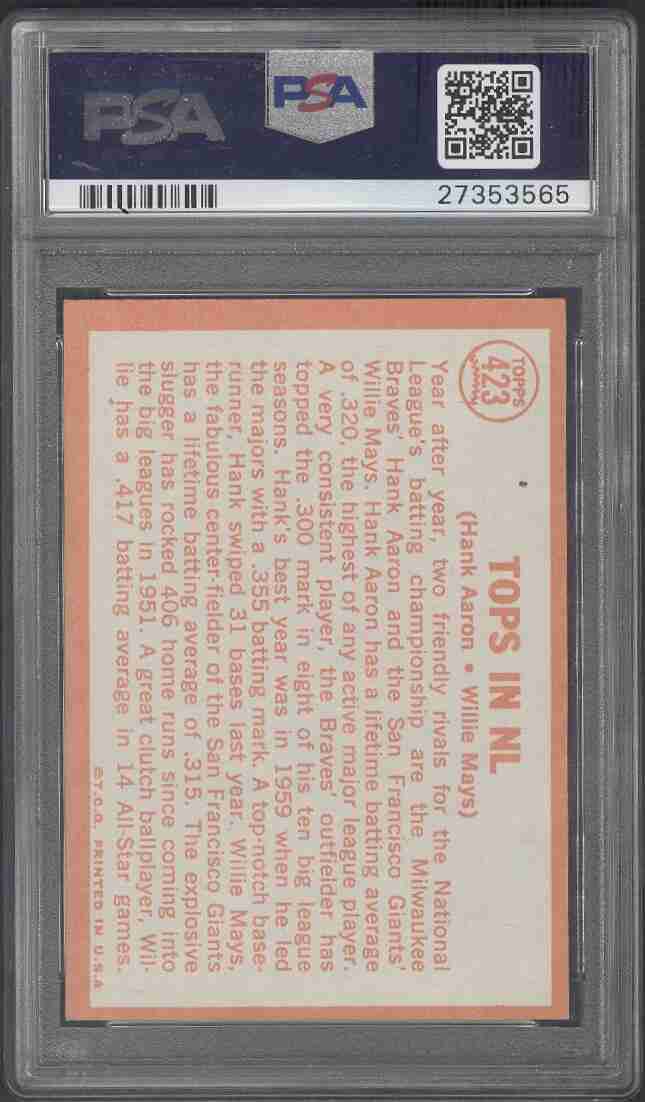 PSA
PSA
27353565
TOPPS
423
TOPS IN NL
(Hank Aaron • Willie Mays)
Year after year, two friendly rivals for the National
League's batting championship are the Milwaukee
Braves' Hank Aaron and the San Francisco Giants'
Willie Mays. Hank Aaron has a lifetime batting average
of .320, the highest of any active major league player.
A very consistent player, the Braves' outfielder has
topped the .300 mark in eight of his ten big league
seasons. Hank's best year was in 1959 when he led
the majors with a .355 batting mark. A top-notch base-
runner, Hank swiped 31 bases last year. Willie Mays,
the fabulous center-fielder of the San Francisco Giants
has a lifetime batting average of .315. The explosive
slugger has rocked 406 home runs since coming into
the big leagues in 1951. A great clutch ballplayer, Wil-
lie has a .417 batting average in 14 All-Star games.
©T.C.G. PRINTED IN U.S.A